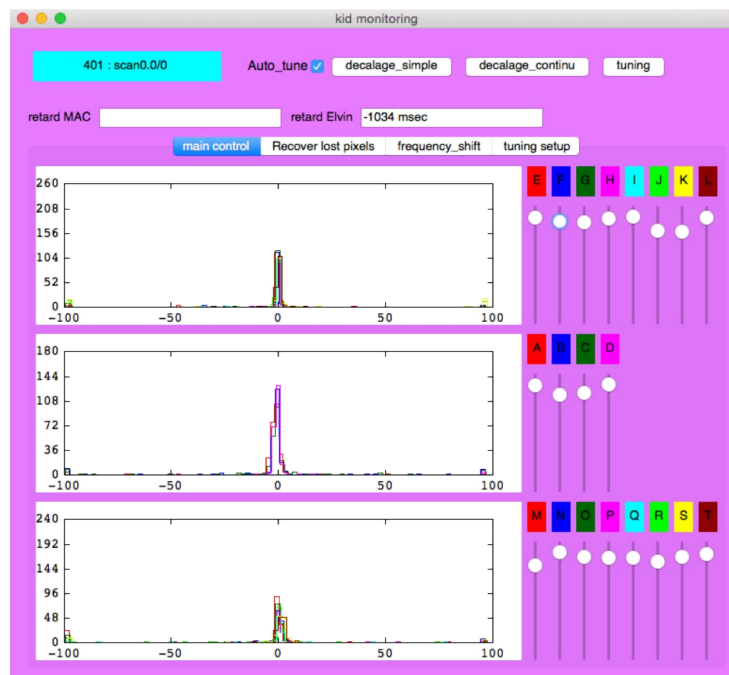 kid monitoring
401 : scan0.0/0 Auto_tune decalage_simple decalage_continu tuning
retard MAC retard Elvin -1034 msec
main control Recover lost pixels frequency_shift tuning setup
E F G H I J K L
260
208
156
104
52
0
-100 -50 0 50 100
A B C D
180
144
108
72
36
0
-100 -50 0 50 100
M N O P Q R S T
240
192
144
96
48
0
-100 -50 0 50 100